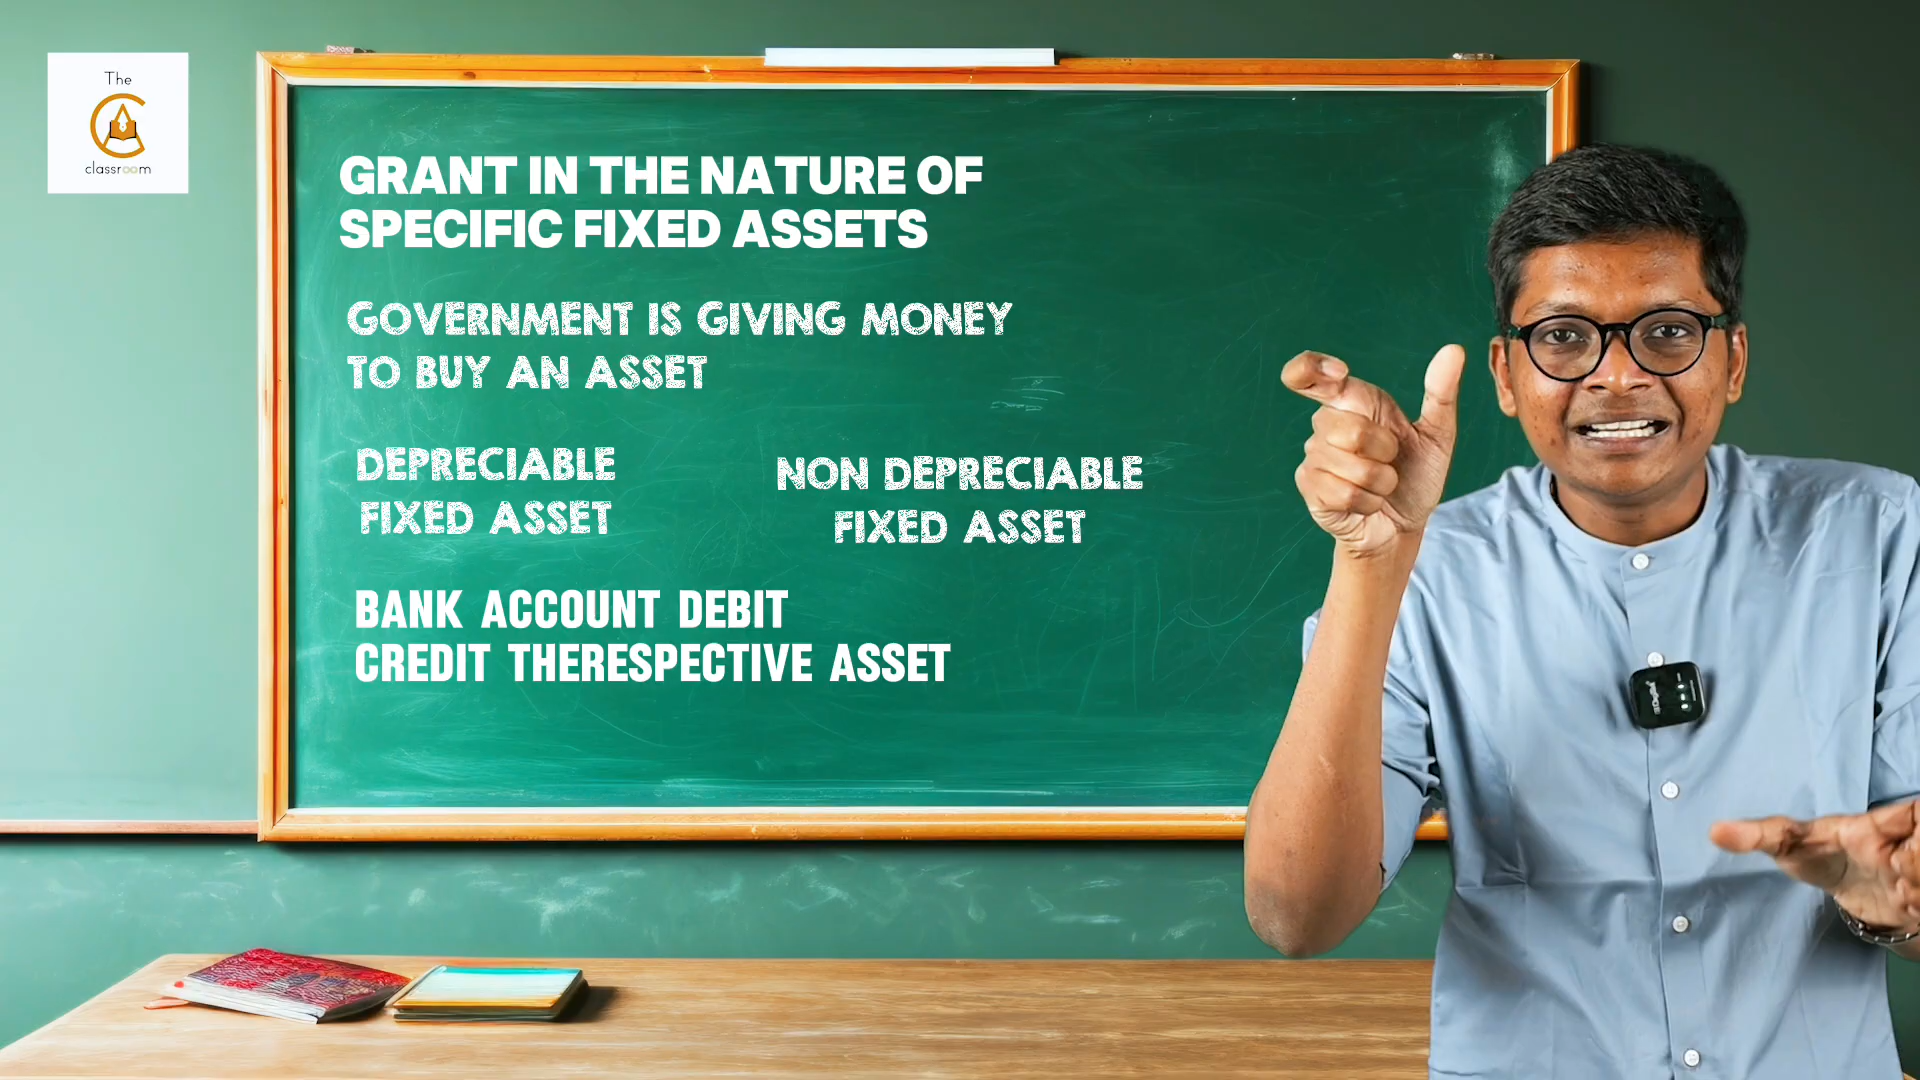 The
CA
classroom
GRANT IN THE NATURE OF
SPECIFIC FIXED ASSETS
GOVERNMENT IS GIVING MONEY
TO BUY AN ASSET
DEPRECIABLE
FIXED ASSET
NON DEPRECIABLE
FIXED ASSET
BANK ACCOUNT DEBIT
CREDIT THERESPECTIVE ASSET